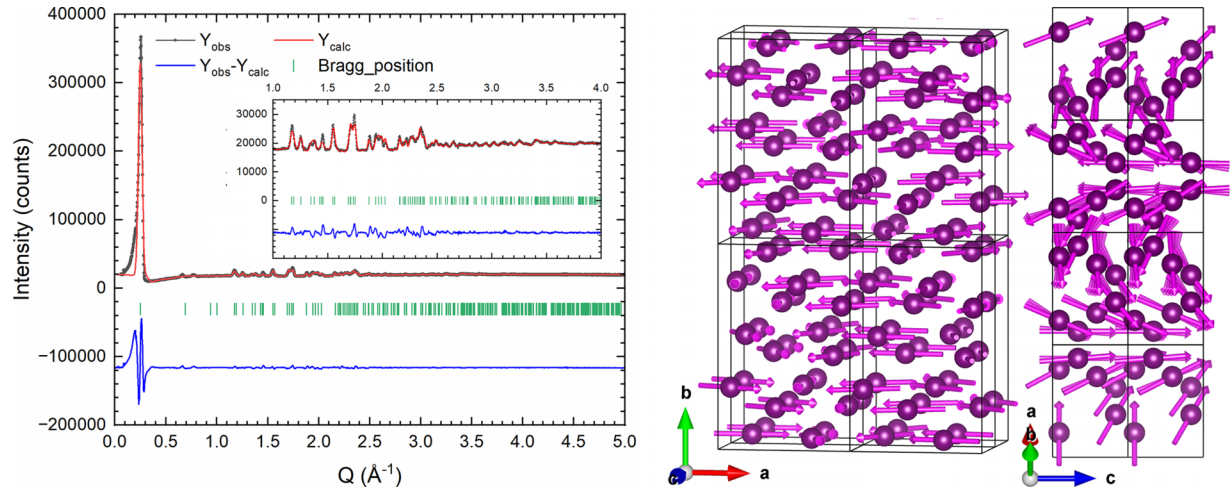 Y_obs Y_calc
Y_obs-Y_calc Bragg_position
Intensity (counts)
400000
300000
200000
100000
0
−100000
−200000
0.0 0.5 1.0 1.5 2.0 2.5 3.0 3.5 4.0 4.5 5.0
Q (Å⁻¹)
1.0 1.5 2.0 2.5 3.0 3.5 4.0
30000
20000
10000
0
b
c
a
a
b
c